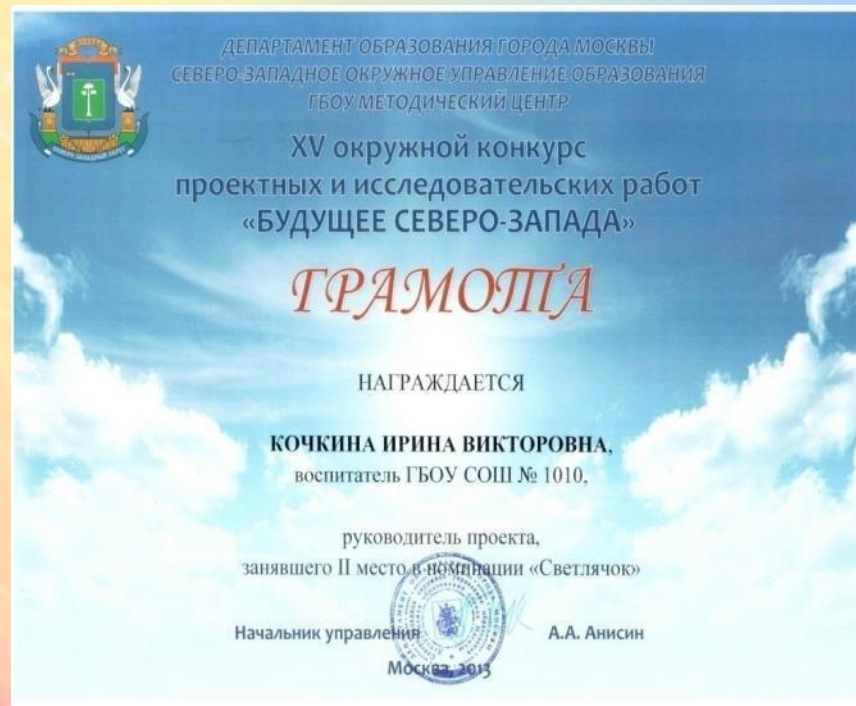 ДЕПАРТАМЕНТ ОБРАЗОВАНИЯ ГОРОДА МОСКВЫ
СЕВЕРО-ЗАПАДНОЕ ОКРУЖНОЕ УПРАВЛЕНИЕ ОБРАЗОВАНИЯ
ГБОУ МЕТОДИЧЕСКИЙ ЦЕНТР
XV окружной конкурс
проектных и исследовательских работ
«БУДУЩЕЕ СЕВЕРО-ЗАПАДА»
ГРАМОТА
НАГРАЖДАЕТСЯ
КОЧКИНА ИРИНА ВИКТОРОВНА,
воспитатель ГБОУ СОШ № 1010,
руководитель проекта,
занявшего II место в номинации «Светлячок»
Начальник управления А.А. Анисин
Москва, 2013